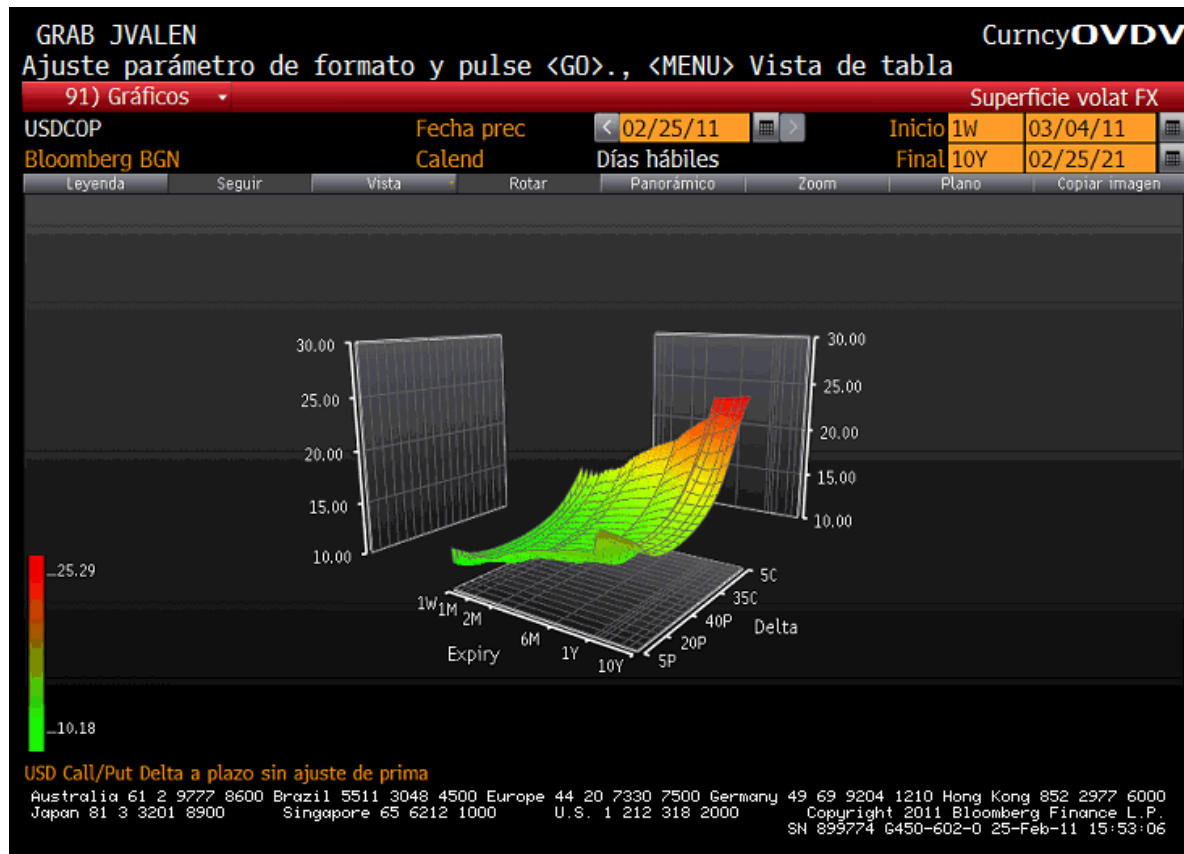 GRAB JVALEN CurncyOVDV
Ajuste parámetro de formato y pulse <GO>., <MENU> Vista de tabla
91) Gráficos Superficie volat FX
USDCOP Fecha prec < 02/25/11 > Inicio 1W 03/04/11
Bloomberg BGN Calend Días hábiles Final 10Y 02/25/21
Leyenda Seguir Vista Rotar Panorámico Zoom Plano Copiar imagen
30.00 30.00
25.00 25.00
20.00 20.00
15.00 15.00
10.00 10.00
_25.29
5C
35C
1W 1M 2M 40P Delta
6M 20P
Expiry 1Y 10Y 5P
_10.18
USD Call/Put Delta a plazo sin ajuste de prima
Australia 61 2 9777 8600 Brazil 5511 3048 4500 Europe 44 20 7330 7500 Germany 49 69 9204 1210 Hong Kong 852 2977 6000
Japan 81 3 3201 8900 Singapore 65 6212 1000 U.S. 1 212 318 2000 Copyright 2011 Bloomberg Finance L.P.
SN 899774 G450-602-0 25-Feb-11 15:53:06